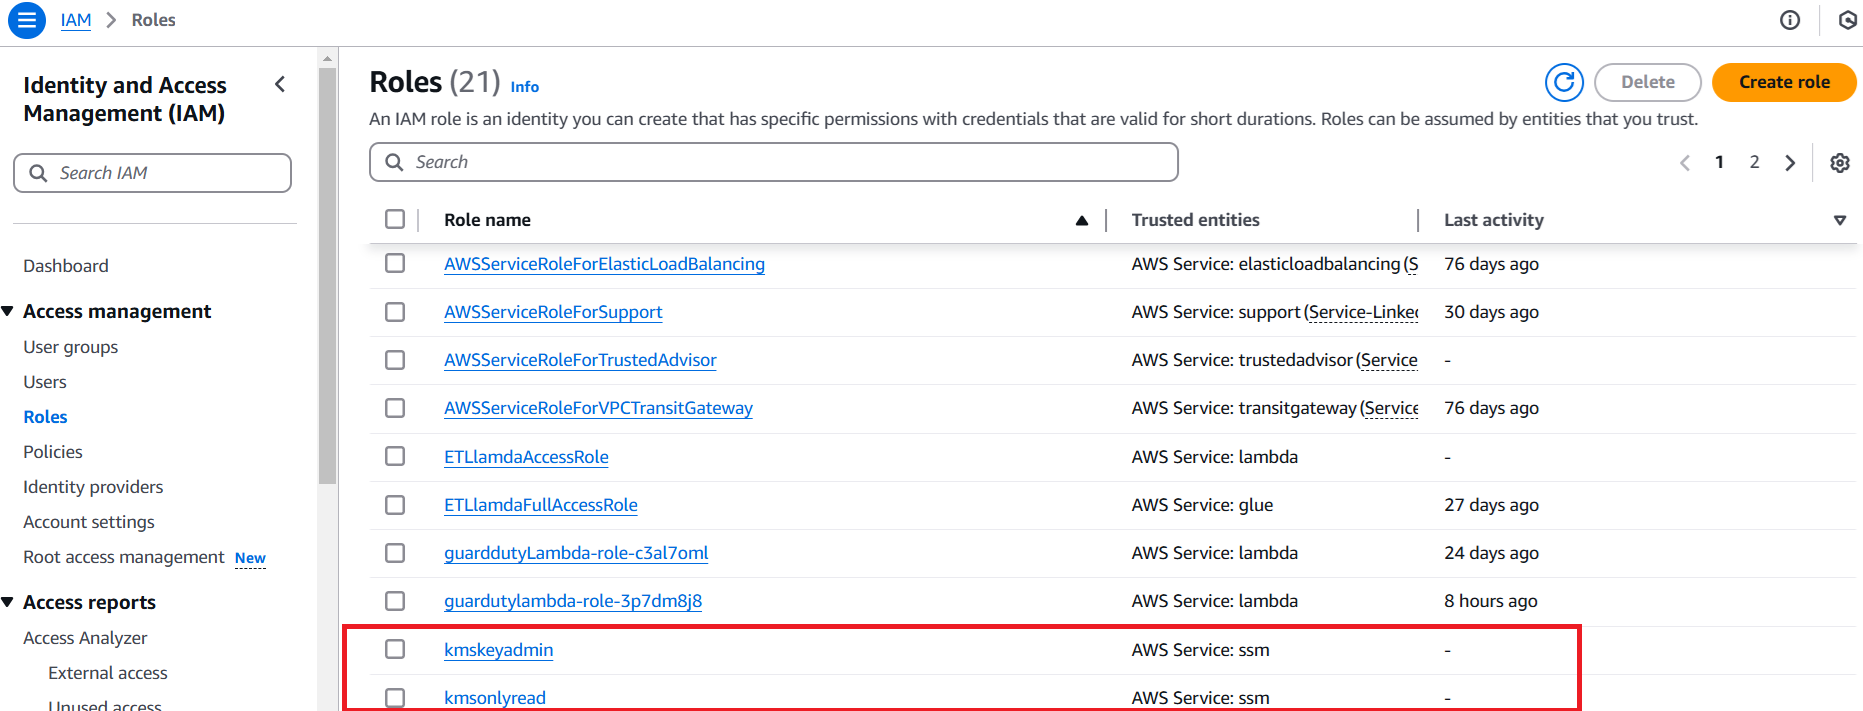 IAM > Roles
Identity and Access
Management (IAM)
Search IAM
Dashboard
Access management
User groups
Users
Roles
Policies
Identity providers
Account settings
Root access management New
Access reports
Access Analyzer
External access
Unused access
Roles (21) Info
Delete
Create role
An IAM role is an identity you can create that has specific permissions with credentials that are valid for short durations. Roles can be assumed by entities that you trust.
Search
1 2
Role name Trusted entities Last activity
AWSServiceRoleForElasticLoadBalancing AWS Service: elasticloadbalancing (S 76 days ago
AWSServiceRoleForSupport AWS Service: support (Service-Linked 30 days ago
AWSServiceRoleForTrustedAdvisor AWS Service: trustedadvisor (Service -
AWSServiceRoleForVPCTransitGateway AWS Service: transitgateway (Service 76 days ago
ETLlamdaAccessRole AWS Service: lambda -
ETLlamdaFullAccessRole AWS Service: glue 27 days ago
guarddutyLambda-role-c3al7oml AWS Service: lambda 24 days ago
guardutylambda-role-3p7dm8j8 AWS Service: lambda 8 hours ago
kmskeyadmin AWS Service: ssm -
kmsonlyread AWS Service: ssm -